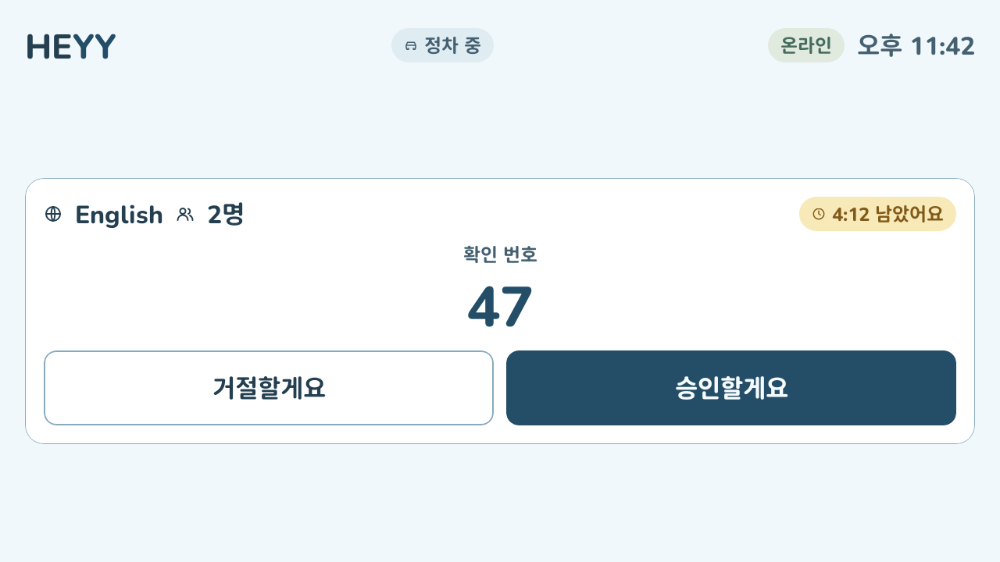 HEYY
정차 중
온라인 오후 11:42
English 2명
4:12 남았어요
확인 번호
47
거절할게요
승인할게요